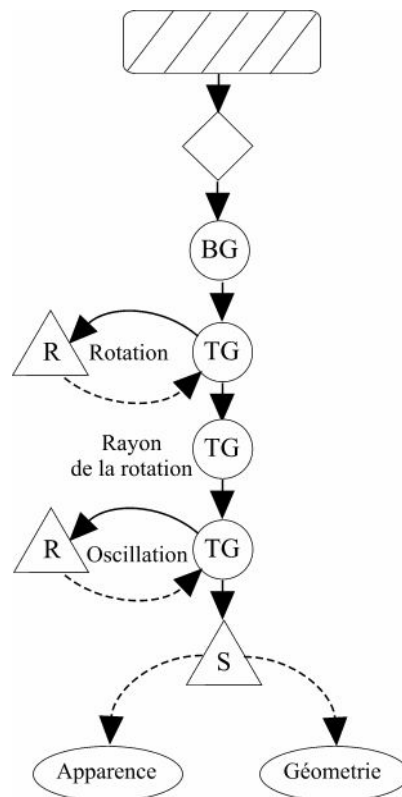 BG
R
Rotation
TG
Rayon
de la rotation
TG
R
Oscillation
TG
S
Apparence
Géometrie